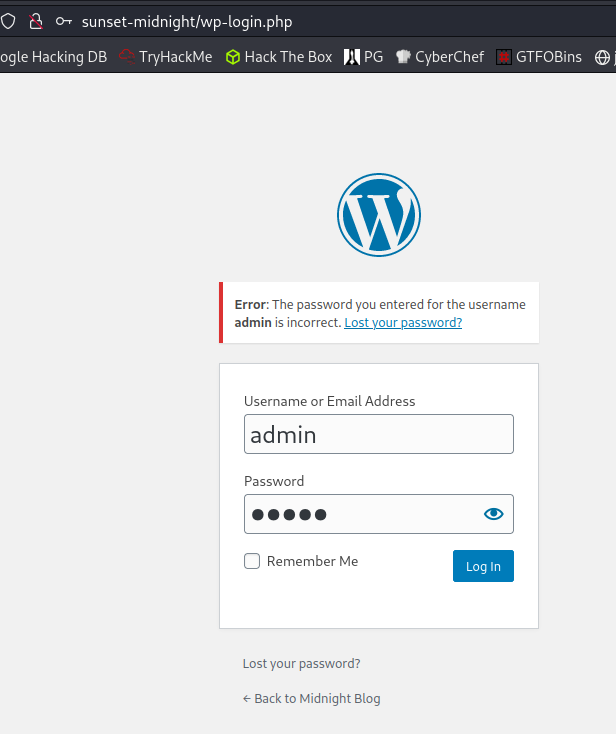 sunset-midnight/wp-login.php
ogle Hacking DB TryHackMe Hack The Box PG CyberChef GTFOBins j
Error: The password you entered for the username
admin is incorrect. Lost your password?
Username or Email Address
admin
Password
Remember Me
Log In
Lost your password?
← Back to Midnight Blog